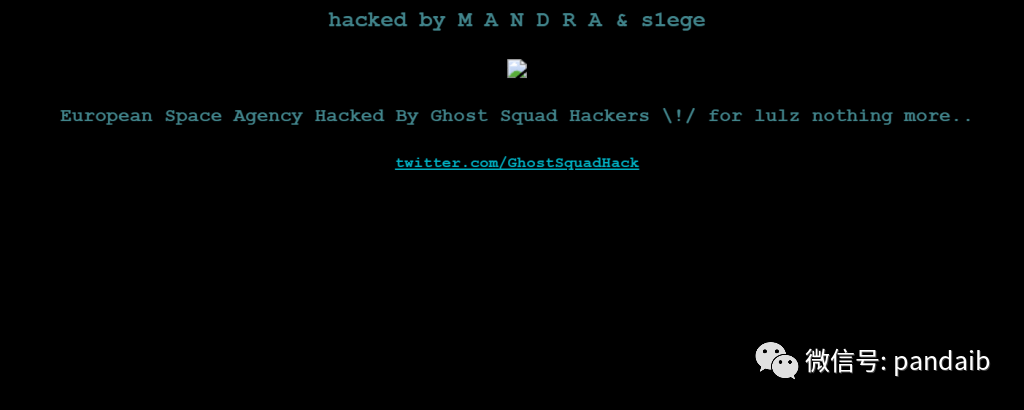 hacked by M A N D R A & s1ege
European Space Agency Hacked By Ghost Squad Hackers \!/ for lulz nothing more..
twitter.com/GhostSquadHack
微信号: pandaib